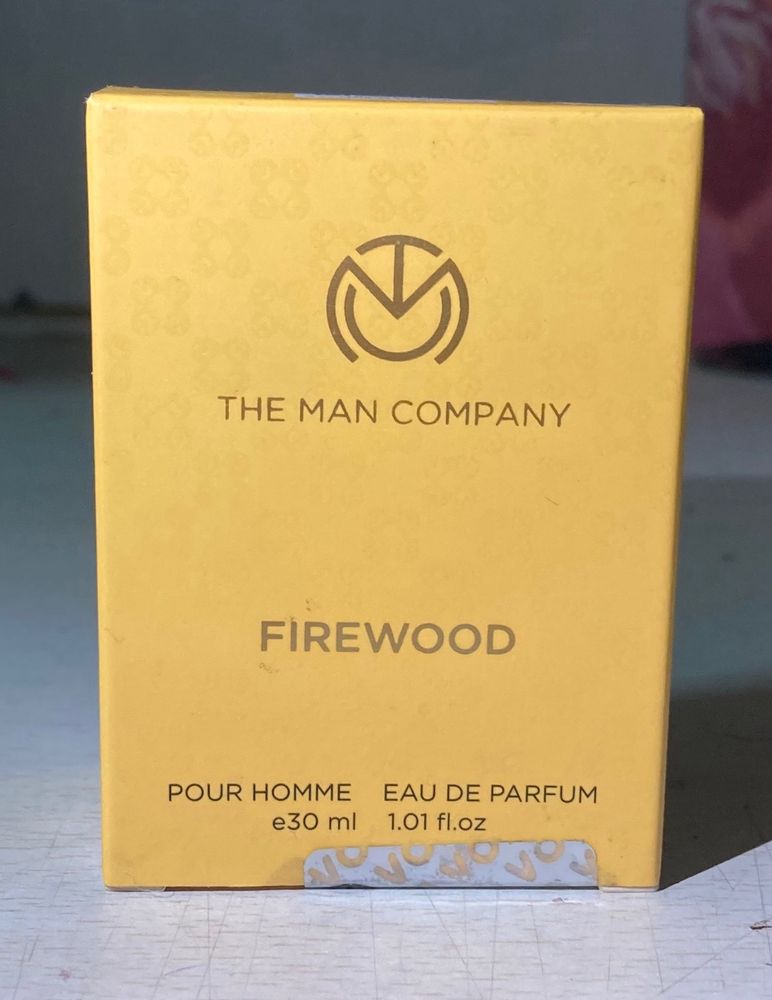 THE MAN COMPANY
FIREWOOD
POUR HOMME EAU DE PARFUM
e30 ml 1.01 fl.oz